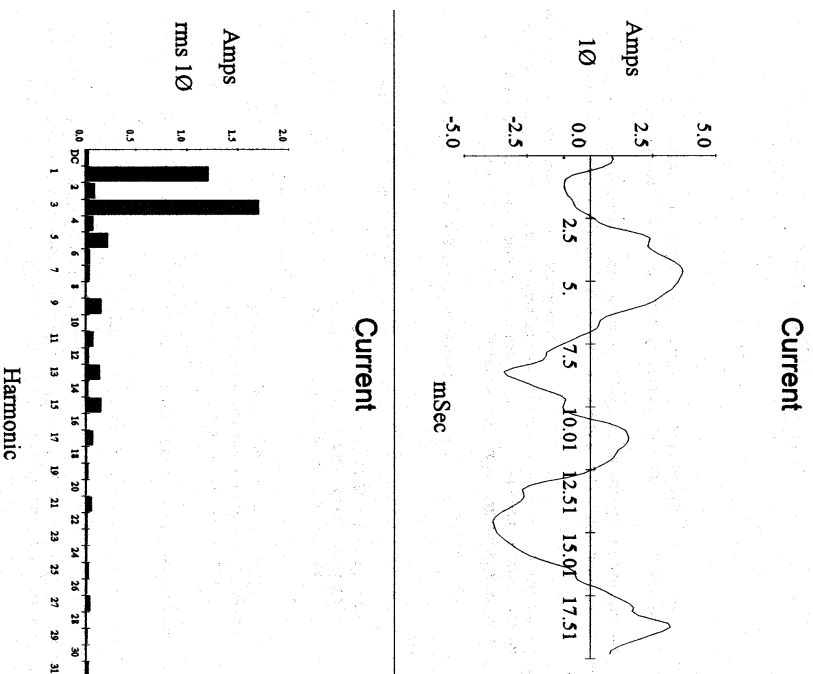 Current
Amps
1Ø
5.0
2.5
0.0
-2.5
-5.0
2.5
5.
7.5
10.01
12.51
15.01
17.51
mSec
Current
Amps
rms 1Ø
2.0
1.5
1.0
0.5
0.0
DC 2 4 6 8 10 12 14 16 18 20 22 24 26 28 30
1 3 5 7 9 11 13 15 17 19 21 23 25 27 29 31
Harmonic